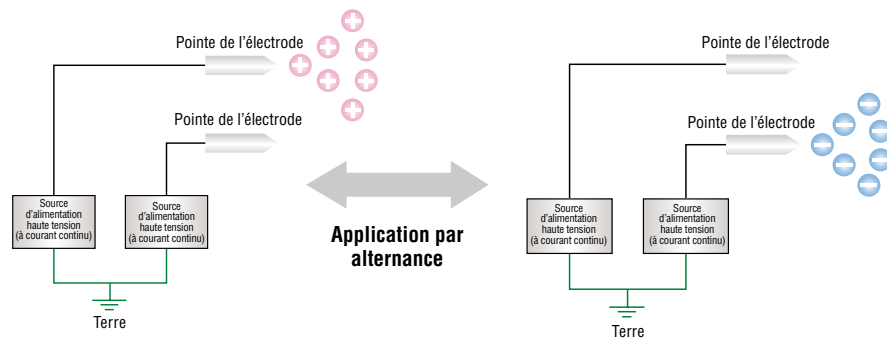 Pointe de l'électrode
Pointe de l'électrode
Source
d'alimentation
haute tension
(à courant continu)
Source
d'alimentation
haute tension
(à courant continu)
Terre
Application par
alternance
Pointe de l'électrode
Pointe de l'électrode
Source
d'alimentation
haute tension
(à courant continu)
Source
d'alimentation
haute tension
(à courant continu)
Terre